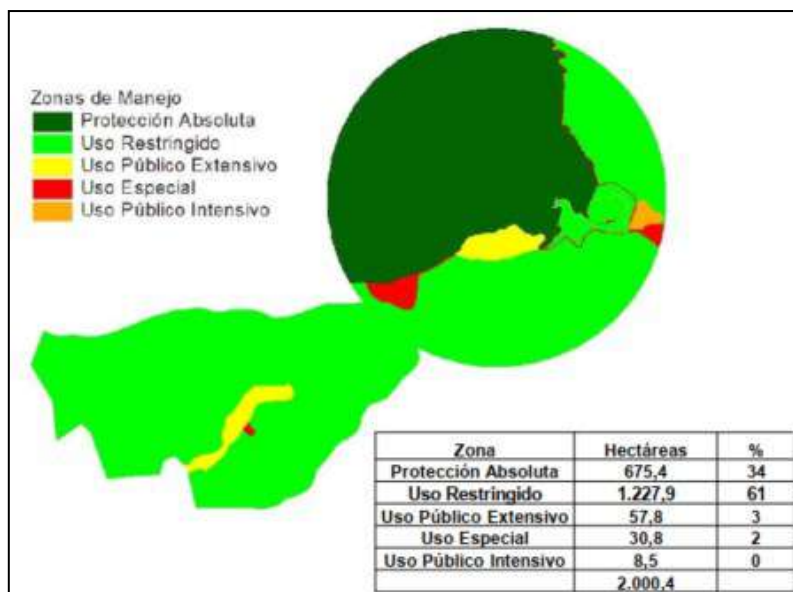 Zonas de Manejo
Protección Absoluta
Uso Restringido
Uso Público Extensivo
Uso Especial
Uso Público Intensivo
Zona Hectáreas %
Protección Absoluta 675,4 34
Uso Restringido 1.227,9 61
Uso Público Extensivo 57,8 3
Uso Especial 30,8 2
Uso Público Intensivo 8,5 0
2.000,4